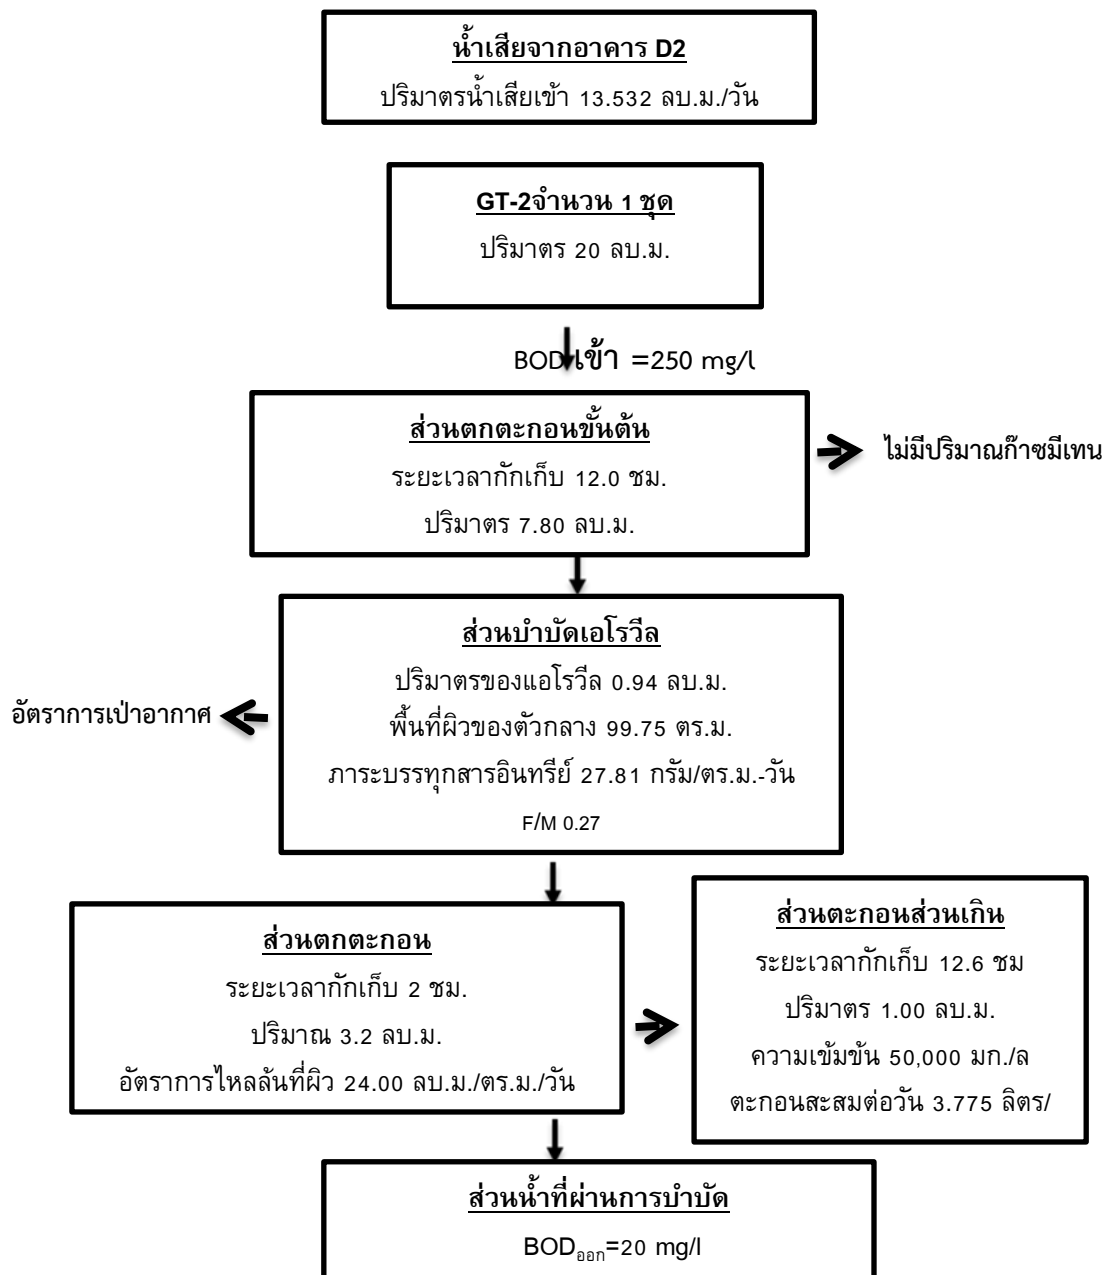 น้ำเสียจากอาคาร D2
ปริมาตรน้ำเสียเข้า 13.532 ลบ.ม./วัน
GT-2จำนวน 1 ชุด
ปริมาตร 20 ลบ.ม.
BODเข้า =250 mg/l
ส่วนตกตะกอนขั้นต้น
ระยะเวลากักเก็บ 12.0 ชม.
ปริมาตร 7.80 ลบ.ม.
ไม่มีปริมาณก๊าซมีเทน
ส่วนบำบัดเอโรวีล
ปริมาตรของแอโรวีล 0.94 ลบ.ม.
พื้นที่ผิวของตัวกลาง 99.75 ตร.ม.
ภาระบรรทุกสารอินทรีย์ 27.81 กรัม/ตร.ม.-วัน
F/M 0.27
อัตราการเป่าอากาศ
ส่วนตกตะกอน
ระยะเวลากักเก็บ 2 ชม.
ปริมาณ 3.2 ลบ.ม.
อัตราการไหลล้นที่ผิว 24.00 ลบ.ม./ตร.ม./วัน
ส่วนตะกอนส่วนเกิน
ระยะเวลากักเก็บ 12.6 ชม
ปริมาตร 1.00 ลบ.ม.
ความเข้มข้น 50,000 มก./ล
ตะกอนสะสมต่อวัน 3.775 ลิตร/
ส่วนน้ำที่ผ่านการบำบัด
BODออก=20 mg/l